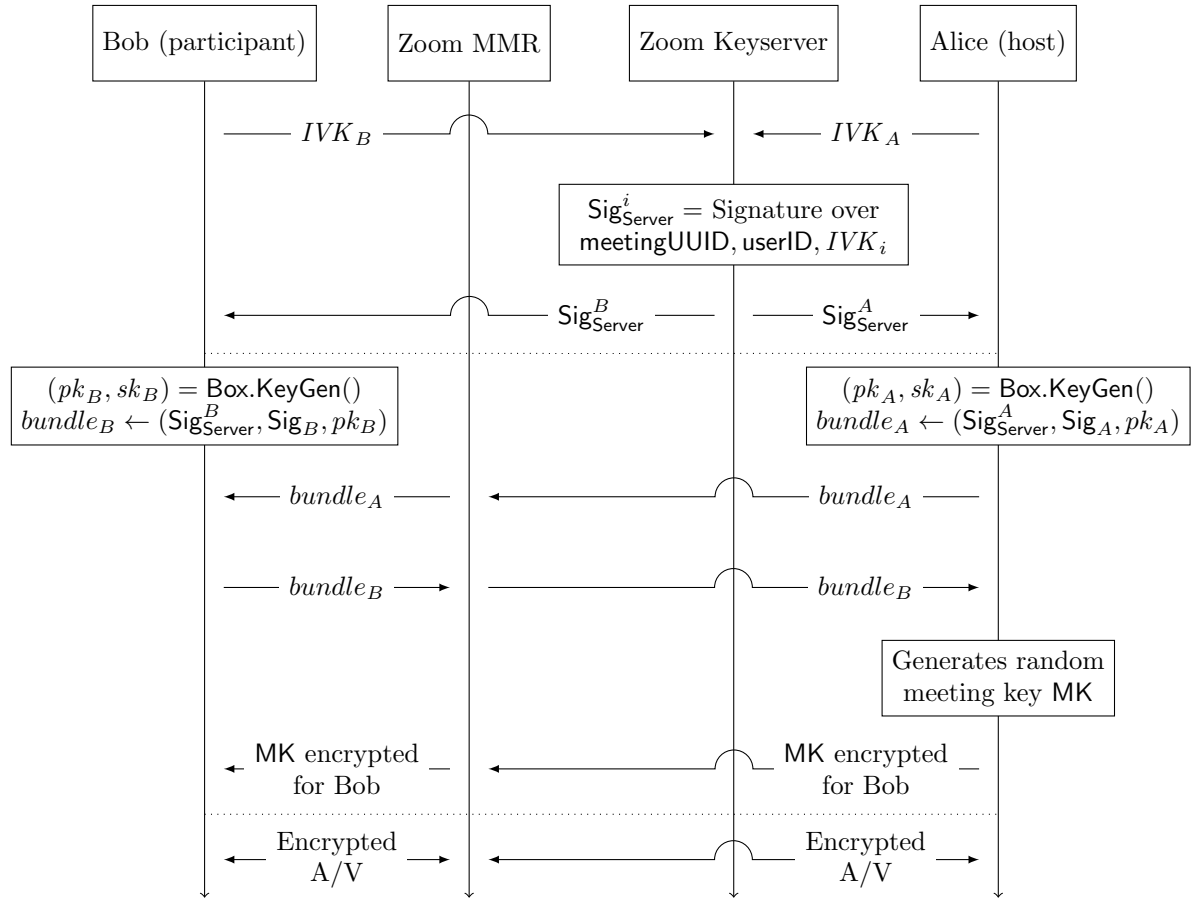 Bob (participant)
Zoom MMR
Zoom Keyserver
Alice (host)
IVK_B
IVK_A
Sig^i_Server = Signature over
meetingUUID, userID, IVK_i
Sig^B_Server
Sig^A_Server
(pk_B, sk_B) = Box.KeyGen()
bundle_B ← (Sig^B_Server, Sig_B, pk_B)
(pk_A, sk_A) = Box.KeyGen()
bundle_A ← (Sig^A_Server, Sig_A, pk_A)
bundle_A
bundle_A
bundle_B
bundle_B
Generates random
meeting key MK
MK encrypted
for Bob
MK encrypted
for Bob
Encrypted
A/V
Encrypted
A/V